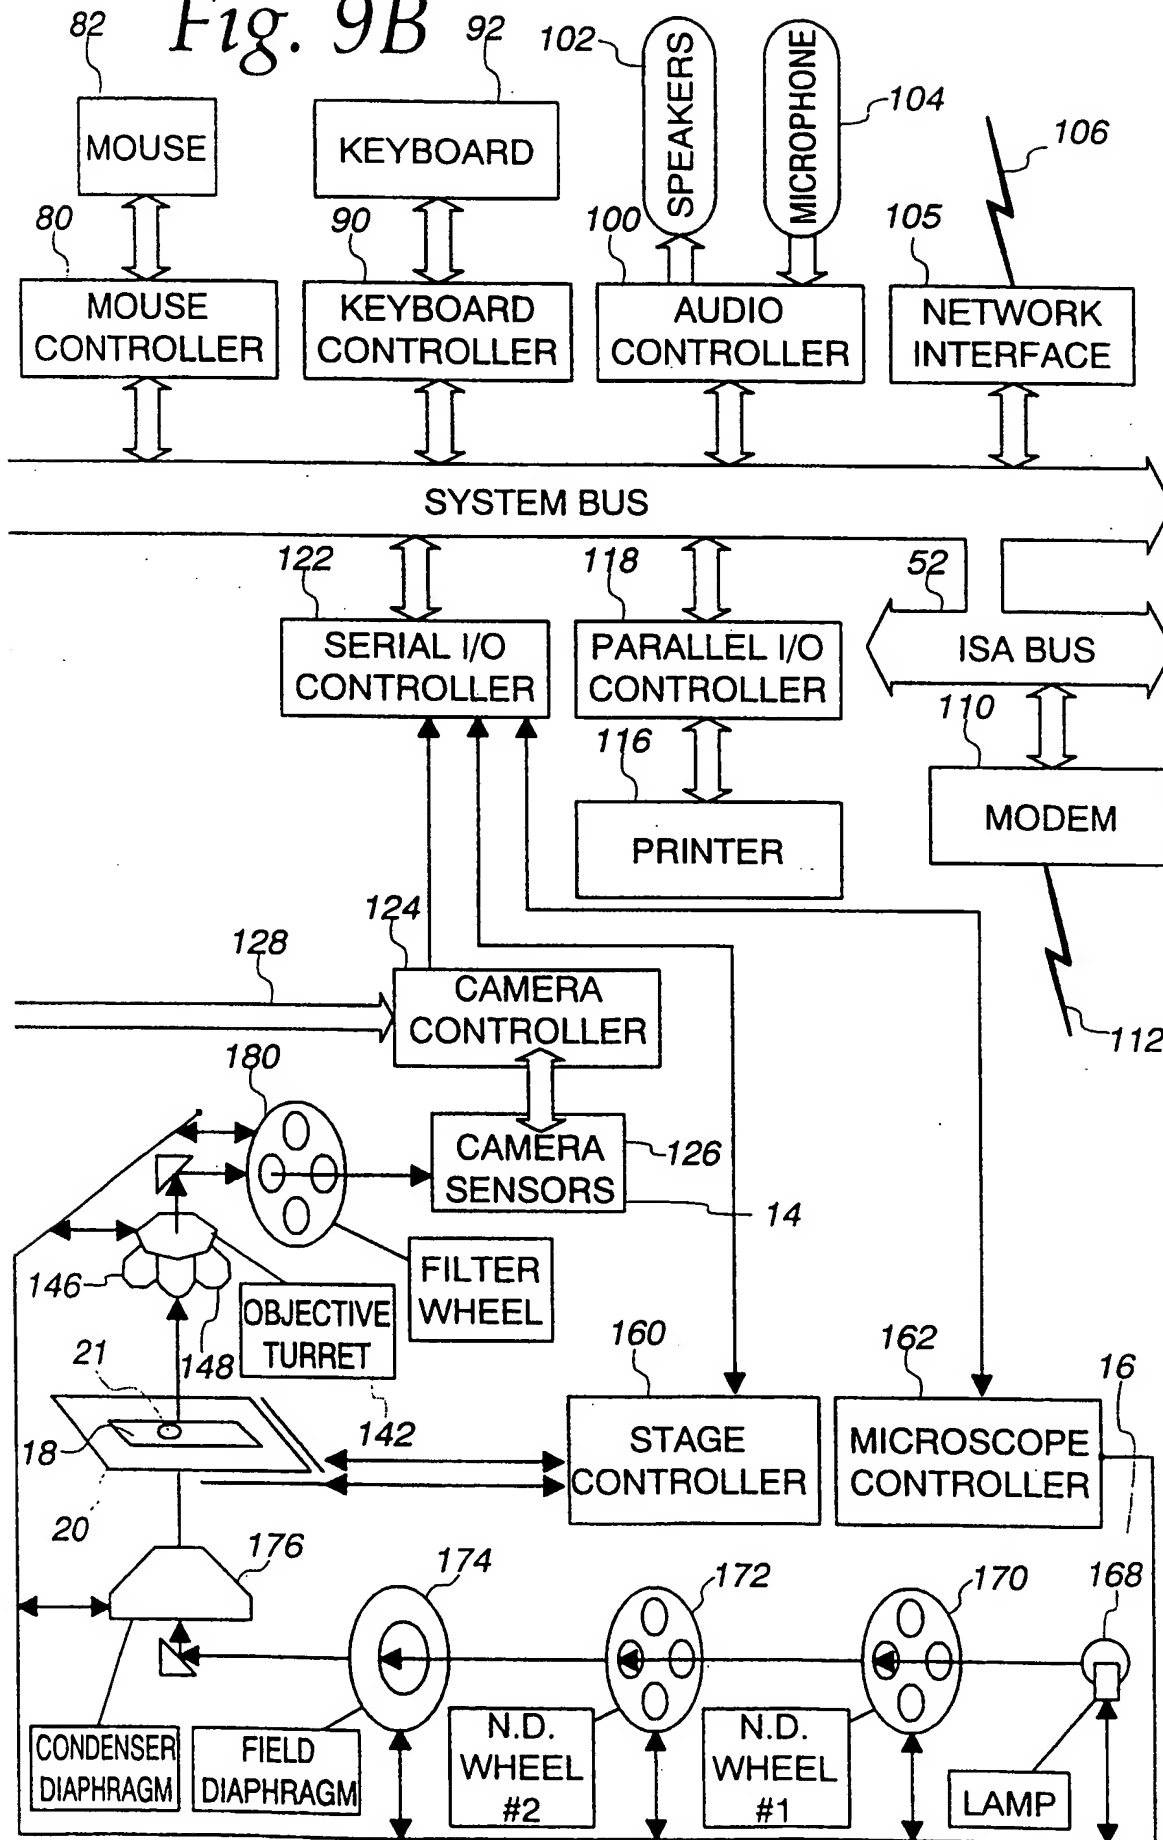 Fig. 9B
82
92
102
SPEAKERS
MICROPHONE
104
106
MOUSE
KEYBOARD
80
90
100
105
MOUSE
CONTROLLER
KEYBOARD
CONTROLLER
AUDIO
CONTROLLER
NETWORK
INTERFACE
SYSTEM BUS
122
118
52
SERIAL I/O
CONTROLLER
PARALLEL I/O
CONTROLLER
ISA BUS
110
116
PRINTER
MODEM
112
124
128
CAMERA
CONTROLLER
180
CAMERA
SENSORS
126
14
FILTER
WHEEL
146
148
OBJECTIVE
TURRET
142
21
18
20
160
162
16
STAGE
CONTROLLER
MICROSCOPE
CONTROLLER
176
174
172
170
168
CONDENSER
DIAPHRAGM
FIELD
DIAPHRAGM
N.D.
WHEEL
#2
N.D.
WHEEL
#1
LAMP